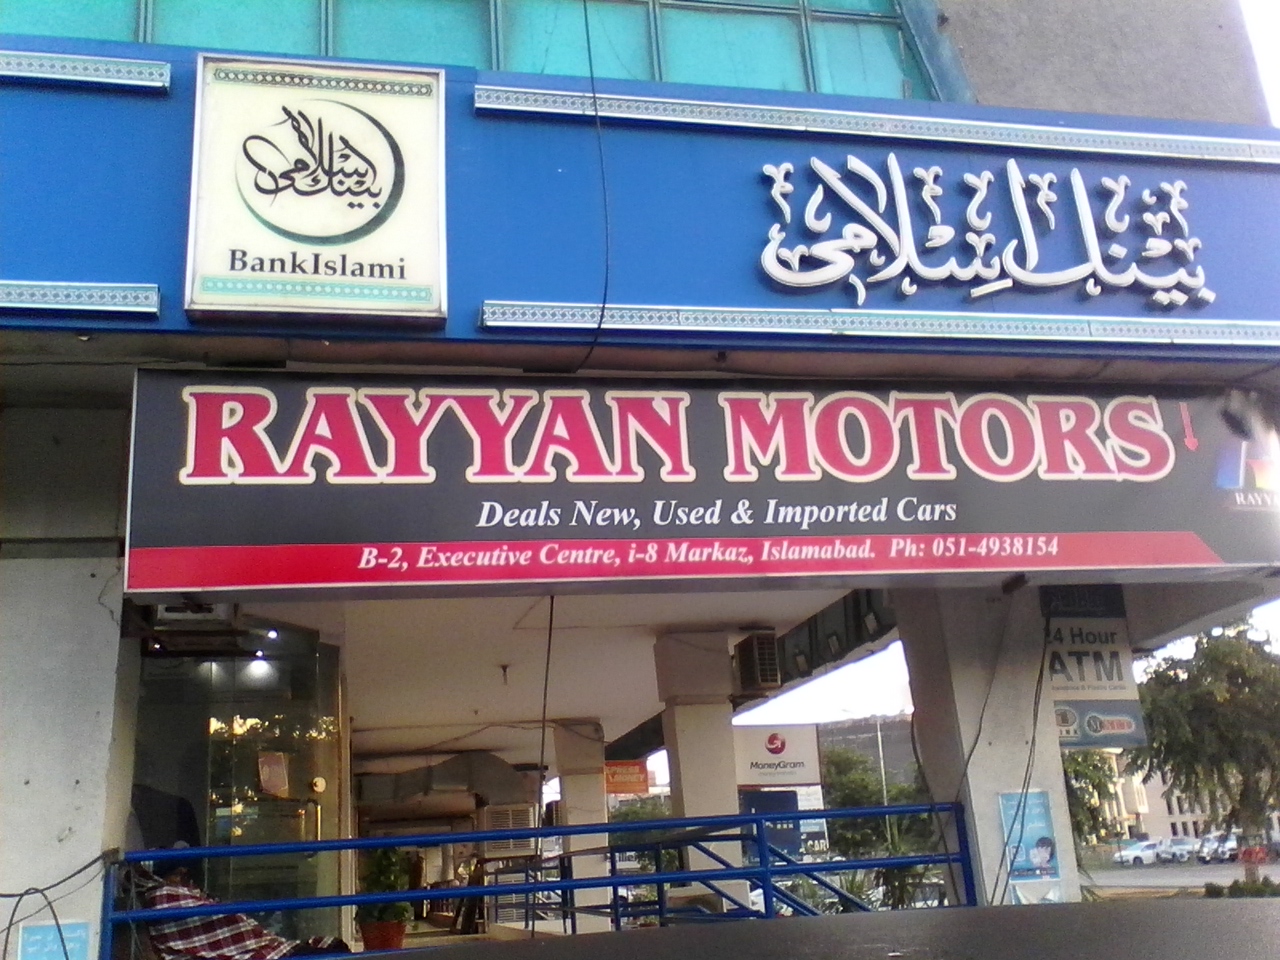 بینک اسلامی
BankIslami
بینک اسلامی
RAYYAN MOTORS
Deals New, Used & Imported Cars
B-2, Executive Centre, i-8 Markaz, Islamabad. Ph: 051-4938154
24 Hour
ATM
MoneyGram